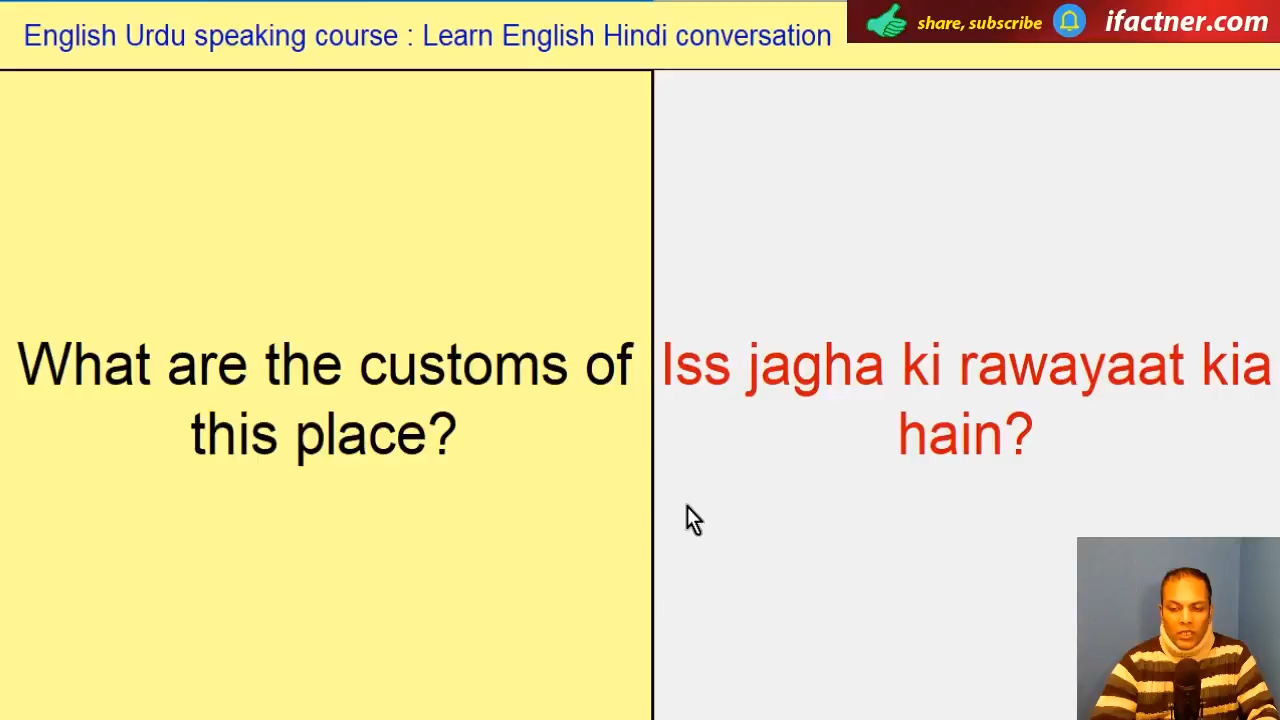 English Urdu speaking course : Learn English Hindi conversation
share, subscribe
ifactner.com
What are the customs of
this place?
Iss jagha ki rawayaat kia
hain?